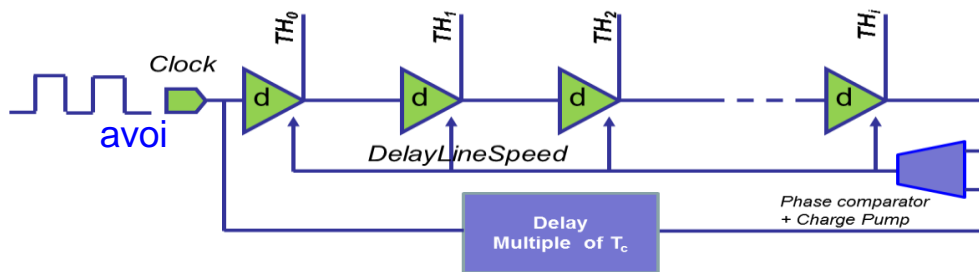 TH0
TH1
TH2
THi
Clock
d
d
d
d
avoi
DelayLineSpeed
Phase comparator
+ Charge Pump
Delay
Multiple of Tc